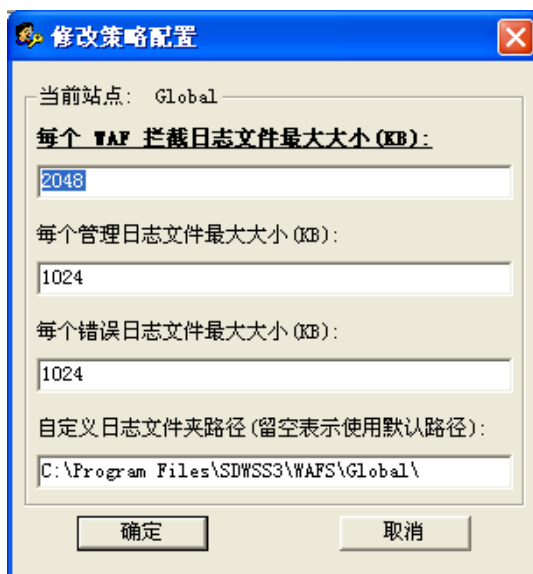 修改策略配置
当前站点: Global
每个 WAF 拦截日志文件最大大小(KB):
2048
每个管理日志文件最大大小(KB):
1024
每个错误日志文件最大大小(KB):
1024
自定义日志文件夹路径(留空表示使用默认路径):
C:\Program Files\SDWSS3\WAFS\Global\
确定 取消